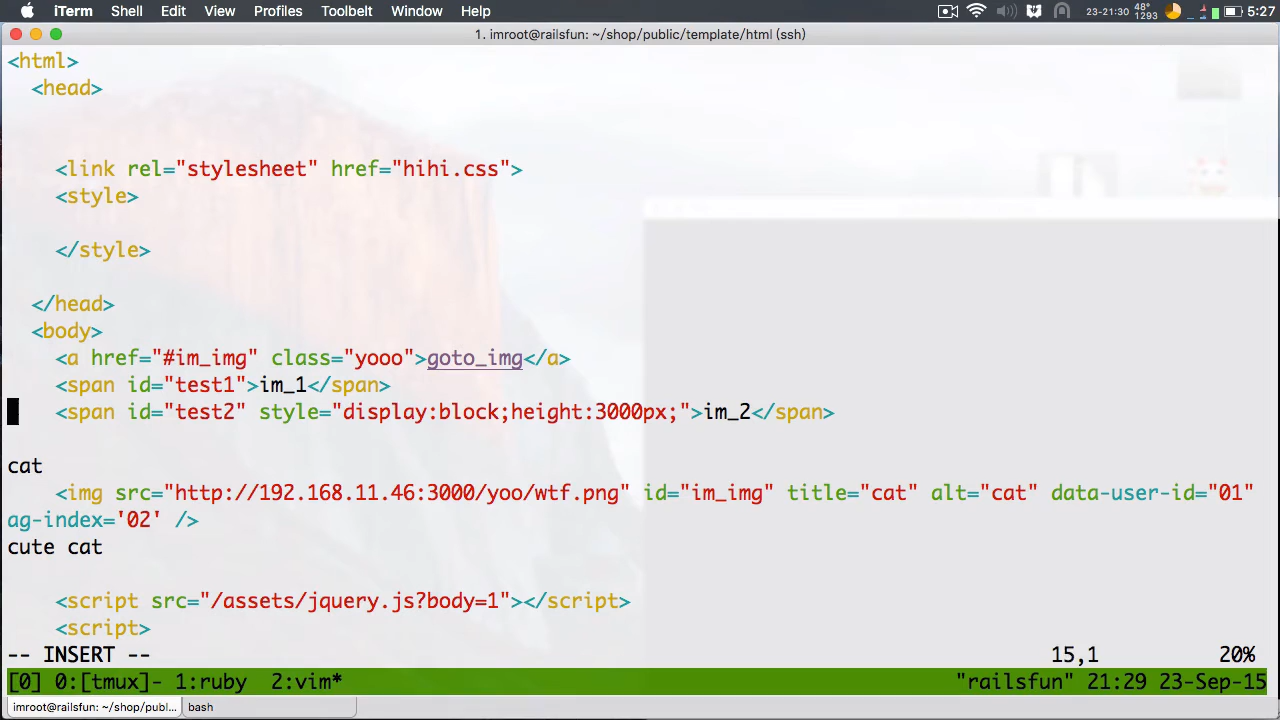 iTerm Shell Edit View Profiles Toolbelt Window Help 23-21:30 48° 1293 5:27
1. imroot@railsfun: ~/shop/public/template/html (ssh)
<html>
<head>
<link rel="stylesheet" href="hihi.css">
<style>
</style>
</head>
<body>
<a href="#im_img" class="yooo">goto_img</a>
<span id="test1">im_1</span>
<span id="test2" style="display:block;height:3000px;">im_2</span>
cat
<img src="http://192.168.11.46:3000/yoo/wtf.png" id="im_img" title="cat" alt="cat" data-user-id="01"
ag-index='02' />
cute cat
<script src="/assets/jquery.js?body=1"></script>
<script>
-- INSERT -- 15,1 20%
[0] 0:[tmux]- 1:ruby 2:vim* "railsfun" 21:29 23-Sep-15
imroot@railsfun: ~/shop/publ... bash